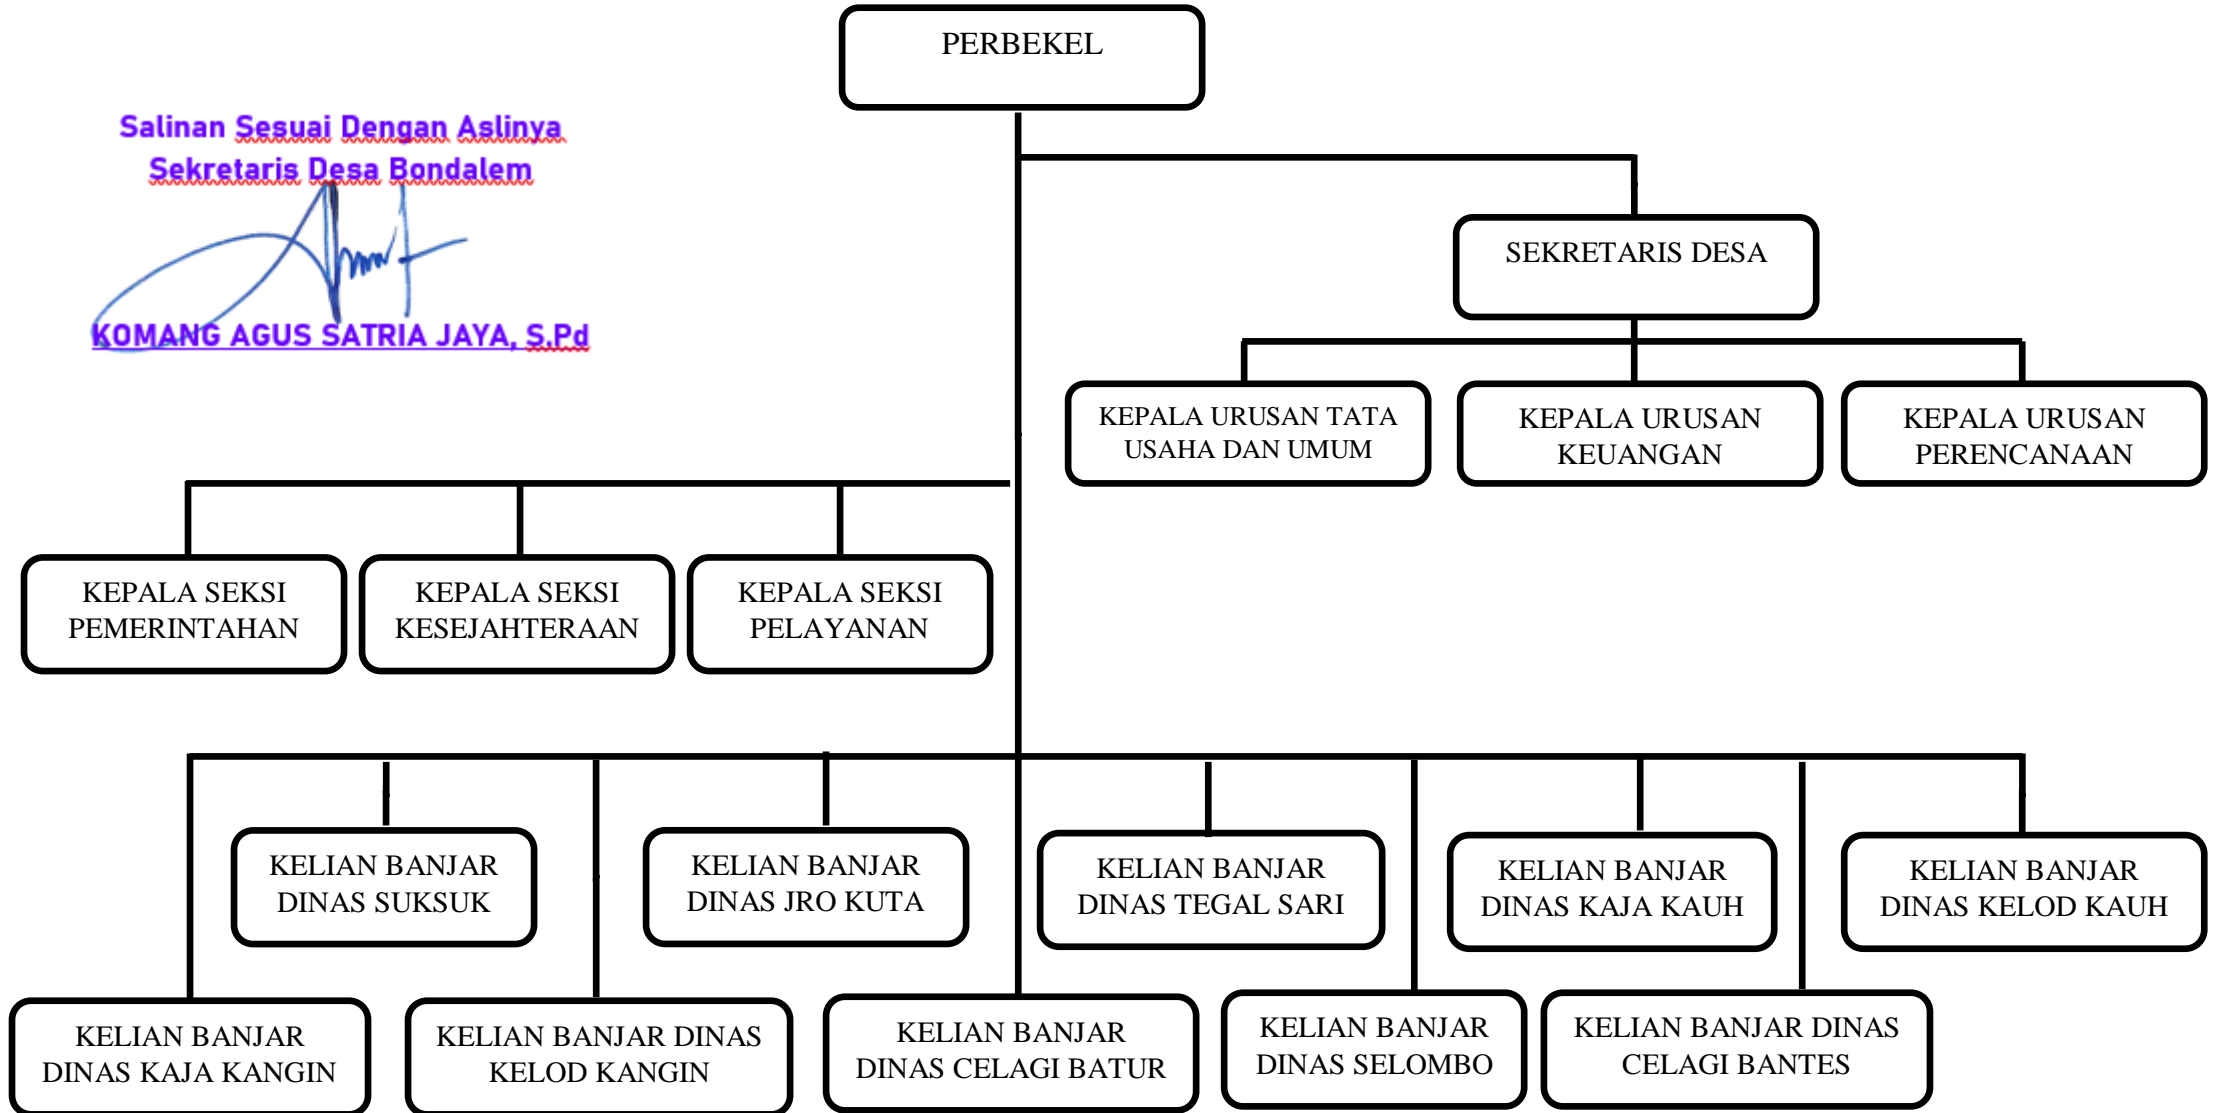 PERBEKEL
Salinan Sesuai Dengan Aslinya
Sekretaris Desa Bondalem
KOMANG AGUS SATRIA JAYA, S.Pd
SEKRETARIS DESA
KEPALA URUSAN TATA
USAHA DAN UMUM
KEPALA URUSAN
KEUANGAN
KEPALA URUSAN
PERENCANAAN
KEPALA SEKSI
PEMERINTAHAN
KEPALA SEKSI
KESEJAHTERAAN
KEPALA SEKSI
PELAYANAN
KELIAN BANJAR
DINAS SUKSUK
KELIAN BANJAR
DINAS JRO KUTA
KELIAN BANJAR
DINAS TEGAL SARI
KELIAN BANJAR
DINAS KAJA KAUH
KELIAN BANJAR
DINAS KELOD KAUH
KELIAN BANJAR
DINAS KAJA KANGIN
KELIAN BANJAR DINAS
KELOD KANGIN
KELIAN BANJAR
DINAS CELAGI BATUR
KELIAN BANJAR
DINAS SELOMBO
KELIAN BANJAR DINAS
CELAGI BANTES